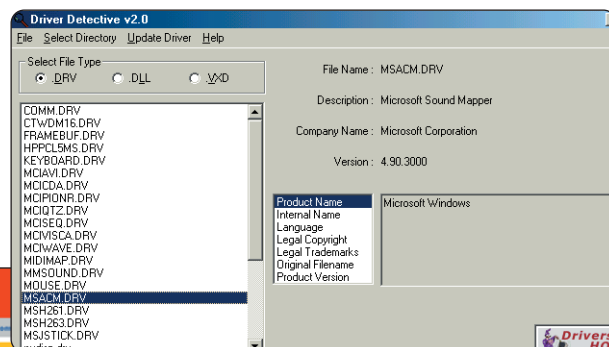 Driver Detective v2.0
File Select Directory Update Driver Help
Select File Type
.DRV .DLL .VXD
COMM.DRV
CTWDM16.DRV
FRAMEBUF.DRV
HPPCL5MS.DRV
KEYBOARD.DRV
MCIAVI.DRV
MCICDA.DRV
MCIPIONR.DRV
MCIQTZ.DRV
MCISEQ.DRV
MCIVISCA.DRV
MCIWAVE.DRV
MIDIMAP.DRV
MMSOUND.DRV
MOUSE.DRV
MSACM.DRV
MSH261.DRV
MSH263.DRV
MSJSTICK.DRV
File Name : MSACM.DRV
Description : Microsoft Sound Mapper
Company Name : Microsoft Corporation
Version : 4.90.3000
Product Name
Internal Name
Language
Legal Copyright
Legal Trademarks
Original Filename
Product Version
Microsoft Windows
Drivers
HQ